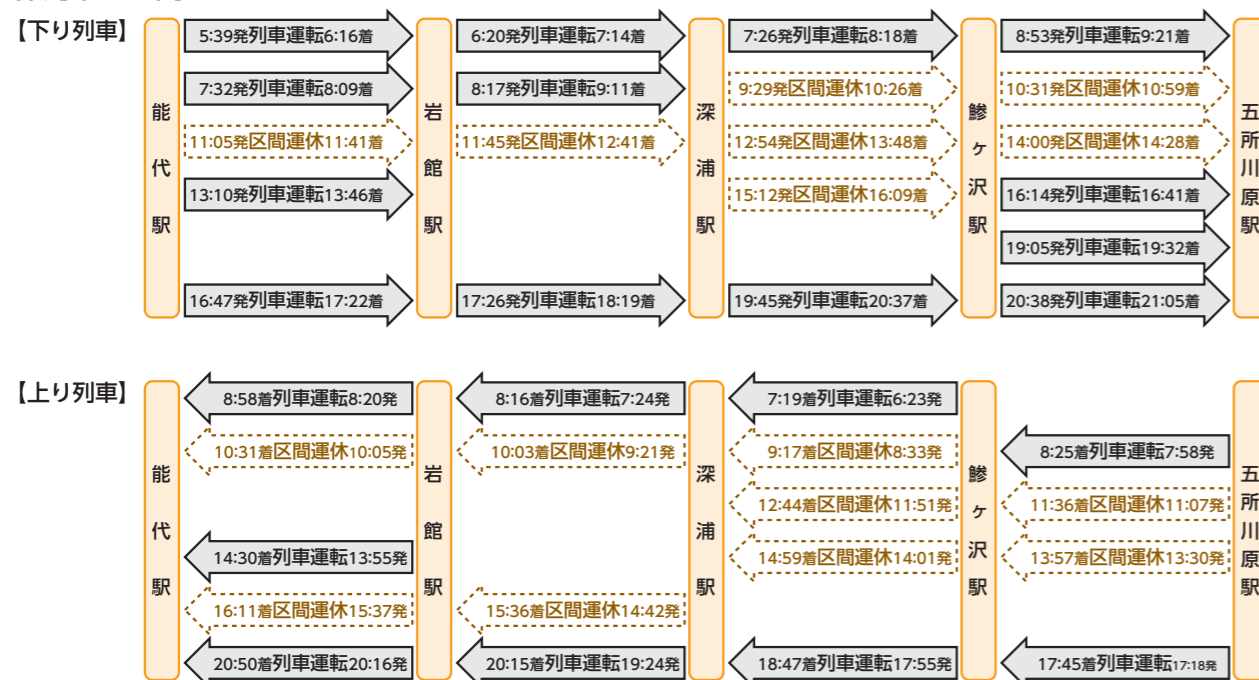 【下り列車】
能代駅
岩館駅
深浦駅
鰺ヶ沢駅
五所川原駅
5:39発列車運転6:16着
6:20発列車運転7:14着
7:26発列車運転8:18着
8:53発列車運転9:21着
7:32発列車運転8:09着
8:17発列車運転9:11着
9:29発区間運休10:26着
10:31発区間運休10:59着
11:05発区間運休11:41着
11:45発区間運休12:41着
12:54発区間運休13:48着
14:00発区間運休14:28着
13:10発列車運転13:46着
15:12発区間運休16:09着
16:14発列車運転16:41着
19:05発列車運転19:32着
16:47発列車運転17:22着
17:26発列車運転18:19着
19:45発列車運転20:37着
20:38発列車運転21:05着
【上り列車】
能代駅
岩館駅
深浦駅
鰺ヶ沢駅
五所川原駅
8:58着列車運転8:20発
8:16着列車運転7:24発
7:19着列車運転6:23発
10:31着区間運休10:05発
10:03着区間運休9:21発
9:17着区間運休8:33発
8:25着列車運転7:58発
12:44着区間運休11:51発
11:36着区間運休11:07発
14:30着列車運転13:55発
14:59着区間運休14:01発
13:57着区間運休13:30発
16:11着区間運休15:37発
15:36着区間運休14:42発
20:50着列車運転20:16発
20:15着列車運転19:24発
18:47着列車運転17:55発
17:45着列車運転17:18発